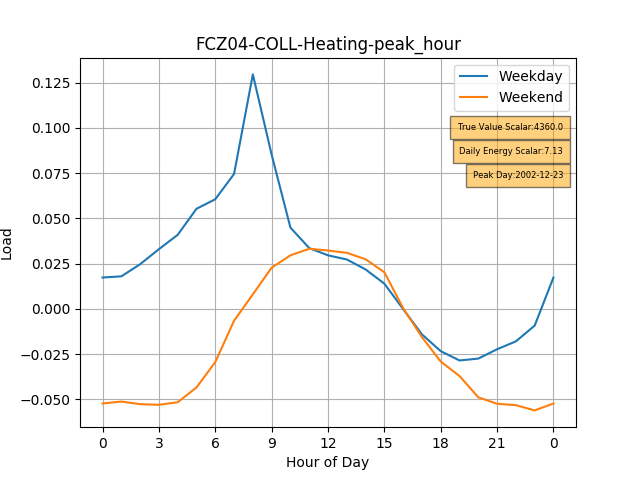 FCZ04-COLL-Heating-peak_hour
Weekday
Weekend
True Value Scalar:4360.0
Daily Energy Scalar:7.13
Peak Day:2002-12-23
0.125
0.100
0.075
0.050
0.025
0.000
−0.025
−0.050
Load
0 3 6 9 12 15 18 21 0
Hour of Day